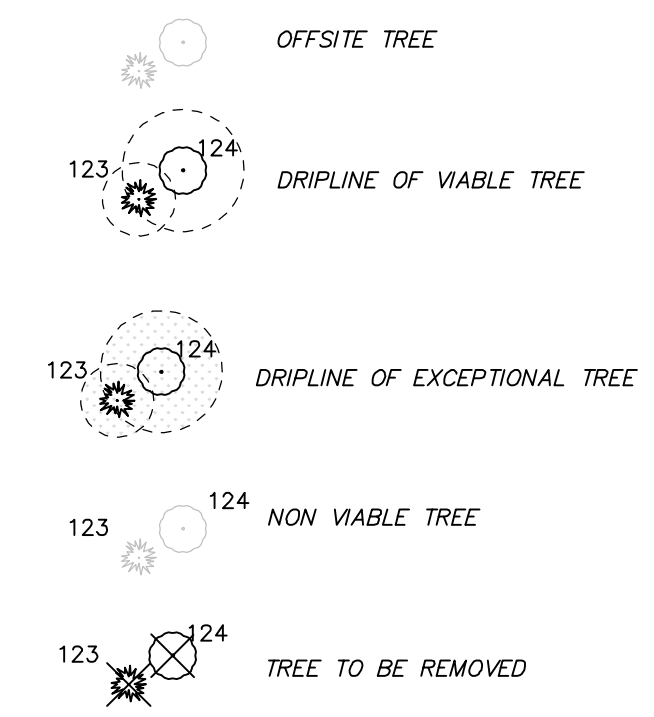 OFFSITE TREE
123 124 DRIPLINE OF VIABLE TREE
123 124 DRIPLINE OF EXCEPTIONAL TREE
123 124 NON VIABLE TREE
123 124 TREE TO BE REMOVED